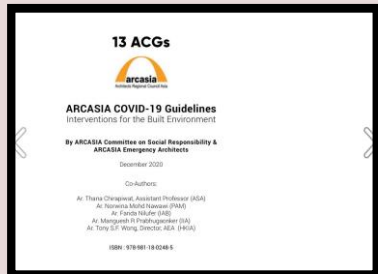 13 ACGs
arcasia
Architects Regional Council Asia
ARCASIA COVID-19 Guidelines
Interventions for the Built Environment
By ARCASIA Committee on Social Responsibility &
ARCASIA Emergency Architects
December 2020
Co-Authors:
Ar. Thana Chirapiwat, Assistant Professor (ASA)
Ar. Norwina Mohd Nawawi (PAM)
Ar. Farida Nilufer (IAB)
Ar. Manguesh R Prabhugaonker (IIA)
Ar. Tony S.F. Wong, Director, AEA (HKIA)
ISBN : 978-981-18-0248-5